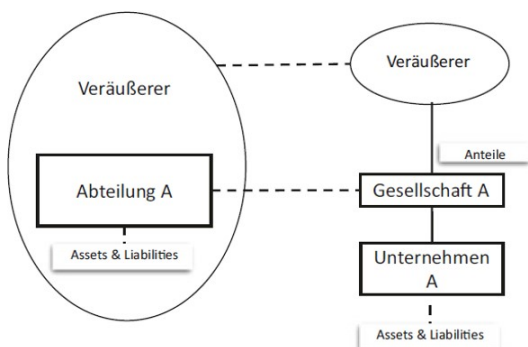 Veräußerer
Abteilung A
Assets & Liabilities
Veräußerer
Anteile
Gesellschaft A
Unternehmen
A
Assets & Liabilities